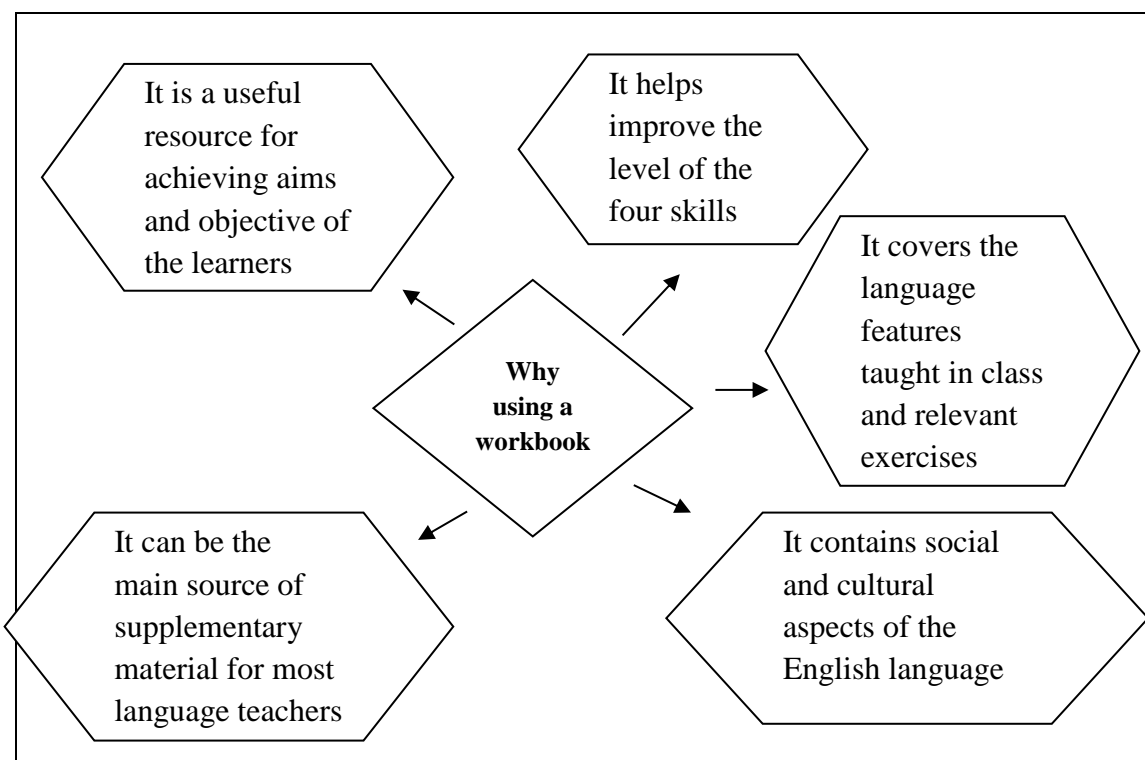 It is a useful
resource for
achieving aims
and objective of
the learners
It helps
improve the
level of the
four skills
It covers the
language
features
taught in class
and relevant
exercises
Why
using a
workbook
It can be the
main source of
supplementary
material for most
language teachers
It contains social
and cultural
aspects of the
English language